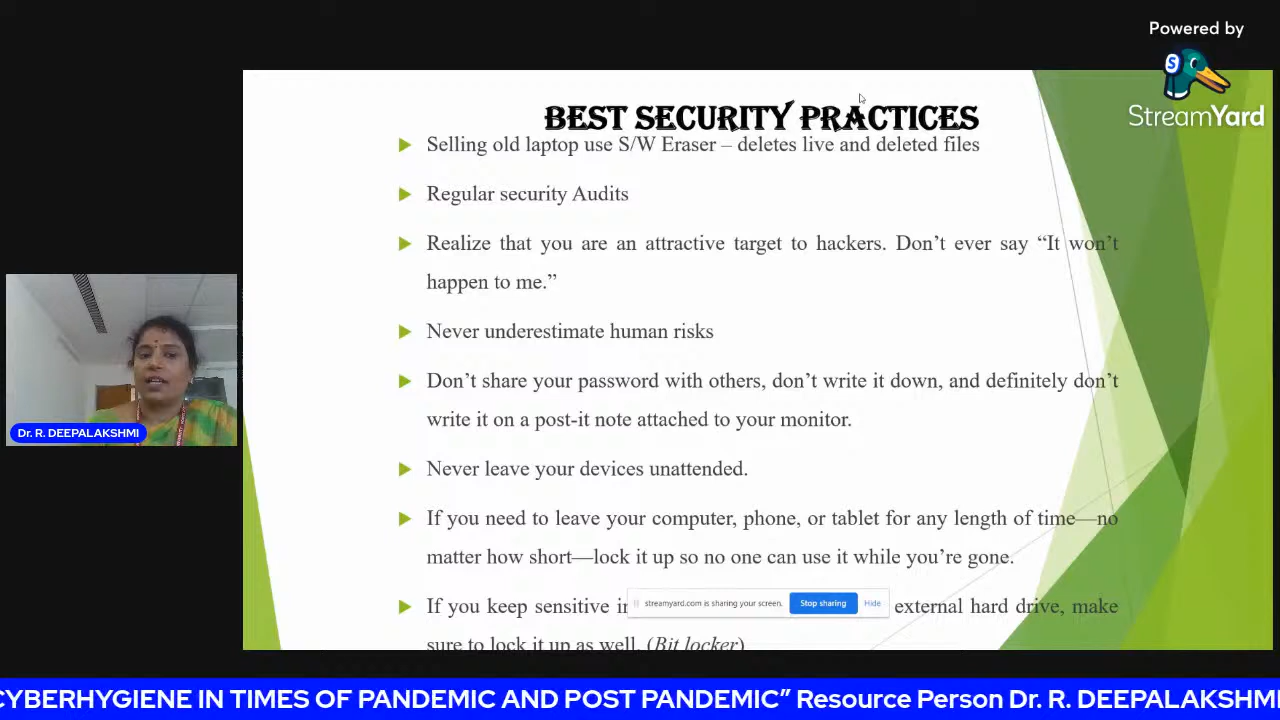 Powered by
StreamYard
BEST SECURITY PRACTICES
Selling old laptop use S/W Eraser – deletes live and deleted files
Regular security Audits
Realize that you are an attractive target to hackers. Don’t ever say “It won’t
happen to me.”
Never underestimate human risks
Don’t share your password with others, don’t write it down, and definitely don’t
write it on a post-it note attached to your monitor.
Never leave your devices unattended.
If you need to leave your computer, phone, or tablet for any length of time—no
matter how short—lock it up so no one can use it while you’re gone.
If you keep sensitive external hard drive, make
streamyard.com is sharing your screen. Stop sharing Hide
sure to lock it up as well. (Bit locker)
Dr. R. DEEPALAKSHMI
CYBERHYGIENE IN TIMES OF PANDEMIC AND POST PANDEMIC” Resource Person Dr. R. DEEPALAKSHMI